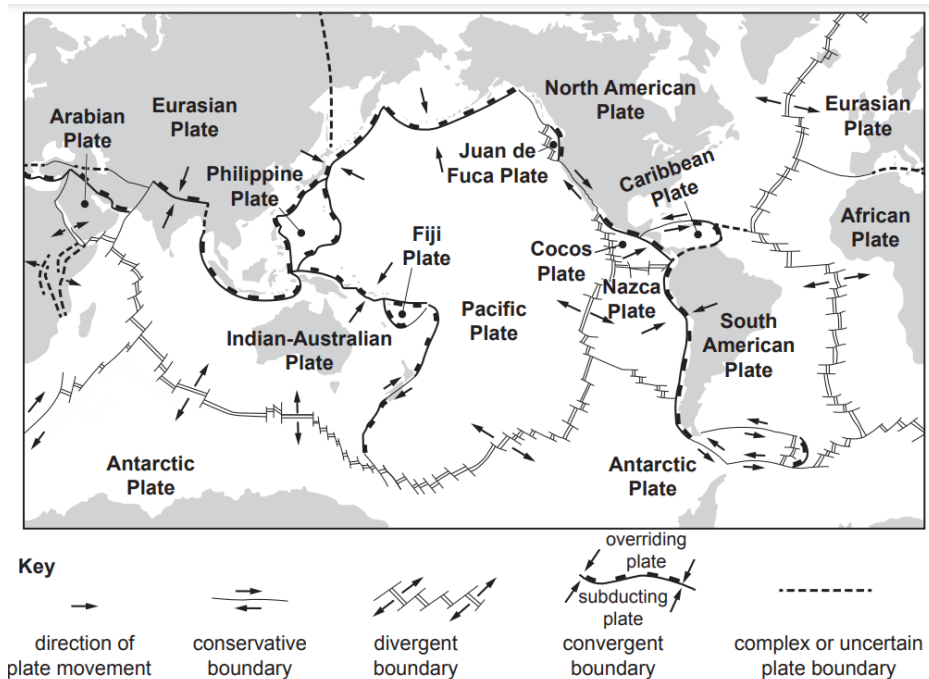 Arabian
Plate
Eurasian
Plate
North American
Plate
Eurasian
Plate
Juan de
Fuca Plate
Philippine
Plate
Caribbean
Plate
African
Plate
Fiji
Plate
Cocos
Plate
Nazca
Plate
Pacific
Plate
Indian-Australian
Plate
South
American
Plate
Antarctic
Plate
Antarctic
Plate
Key
overriding
plate
subducting
plate
direction of
plate movement
conservative
boundary
divergent
boundary
convergent
boundary
complex or uncertain
plate boundary